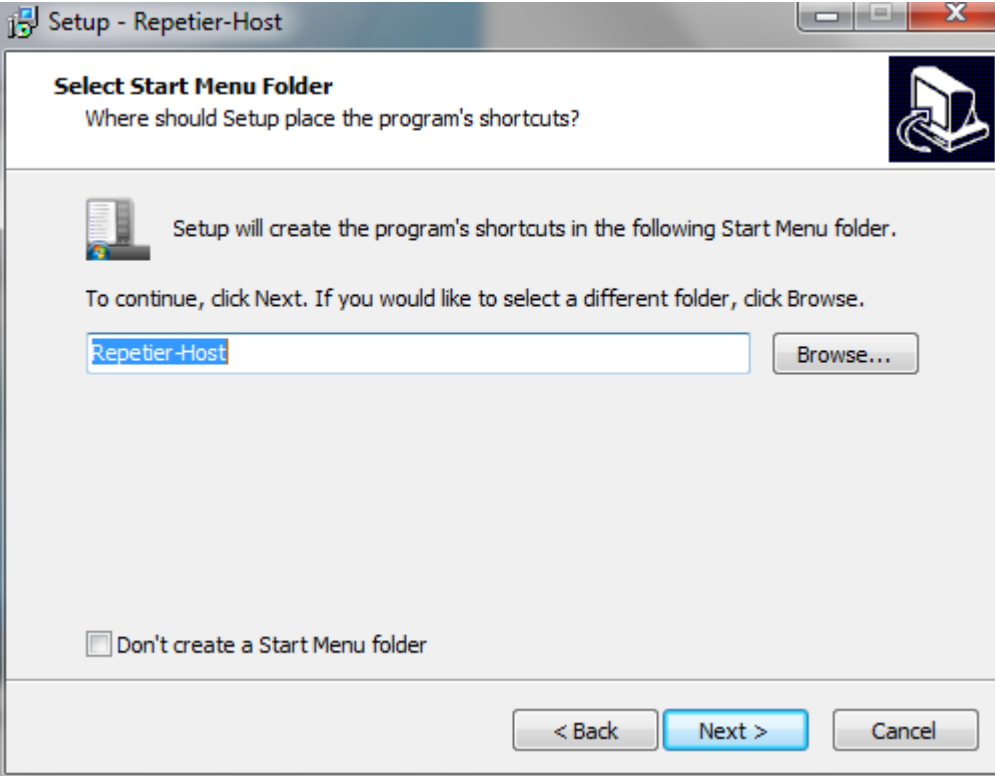 Setup - Repetier-Host
Select Start Menu Folder
Where should Setup place the program's shortcuts?
Setup will create the program's shortcuts in the following Start Menu folder.
To continue, click Next. If you would like to select a different folder, click Browse.
Repetier-Host
Browse...
Don't create a Start Menu folder
< Back
Next >
Cancel